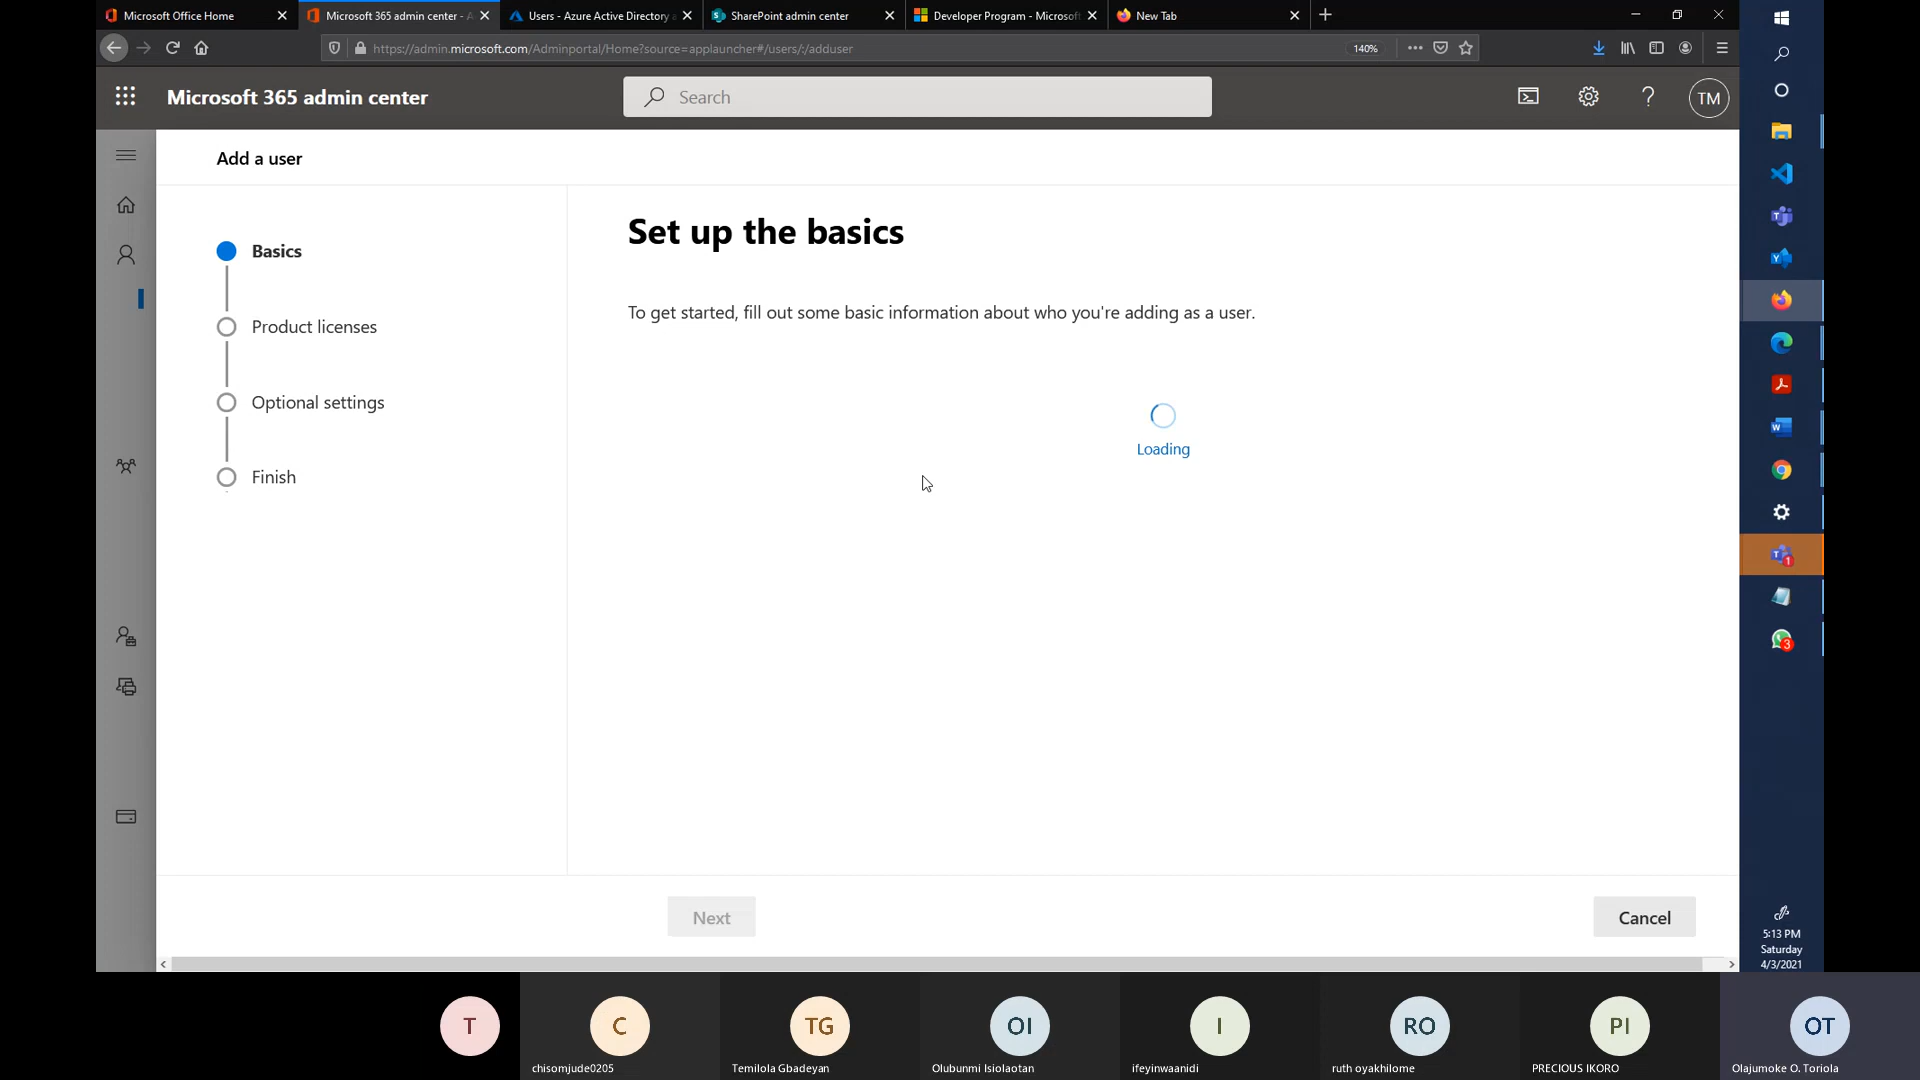 Microsoft Office Home
Microsoft 365 admin center - A
Users - Azure Active Directory a
SharePoint admin center
Developer Program - Microsoft
New Tab
https://admin.microsoft.com/Adminportal/Home?source=applauncher#/users/:/adduser
140%
Microsoft 365 admin center
Search
TM
Add a user
Basics
Product licenses
Optional settings
Finish
Set up the basics
To get started, fill out some basic information about who you're adding as a user.
Loading
Next
Cancel
1
3
5:13 PM
Saturday
4/3/2021
T
C
TG
OI
I
RO
PI
OT
chisomjude0205
Temilola Gbadeyan
Olubunmi Isiolaotan
ifeyinwaanidi
ruth oyakhilome
PRECIOUS IKORO
Olajumoke O. Toriola